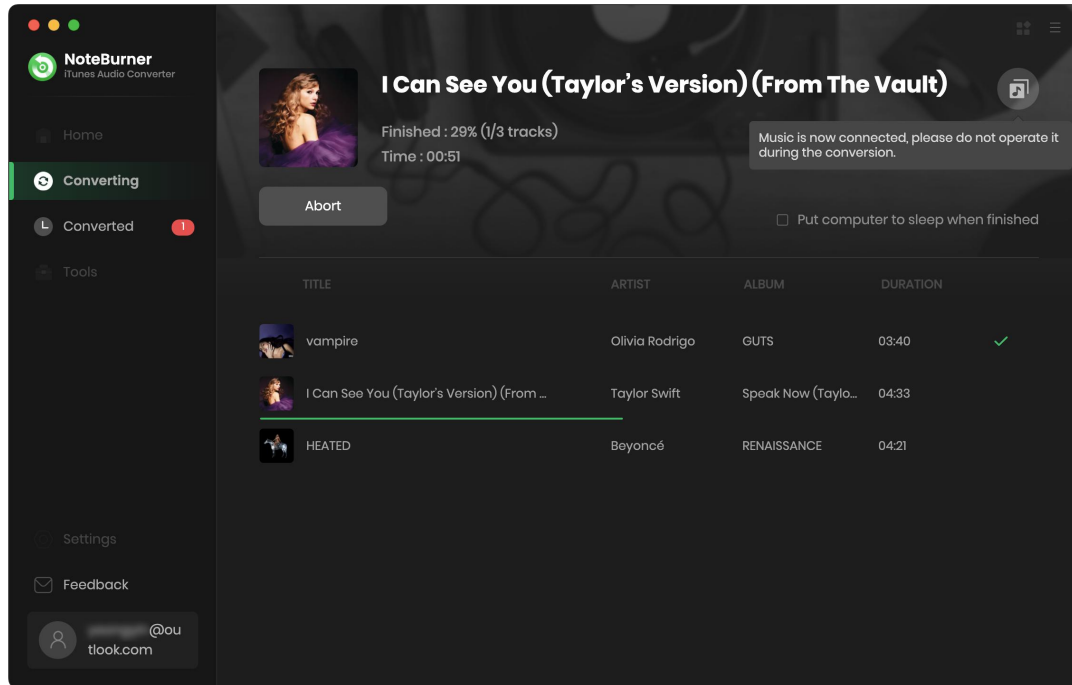 NoteBurner
iTunes Audio Converter
Home
Converting
Converted 1
Tools
Settings
Feedback
@ou
tlook.com
I Can See You (Taylor’s Version) (From The Vault)
Finished : 29% (1/3 tracks)
Time : 00:51
Music is now connected, please do not operate it
during the conversion.
Abort
Put computer to sleep when finished
TITLE ARTIST ALBUM DURATION
vampire Olivia Rodrigo GUTS 03:40
I Can See You (Taylor's Version) (From ... Taylor Swift Speak Now (Taylo... 04:33
HEATED Beyoncé RENAISSANCE 04:21